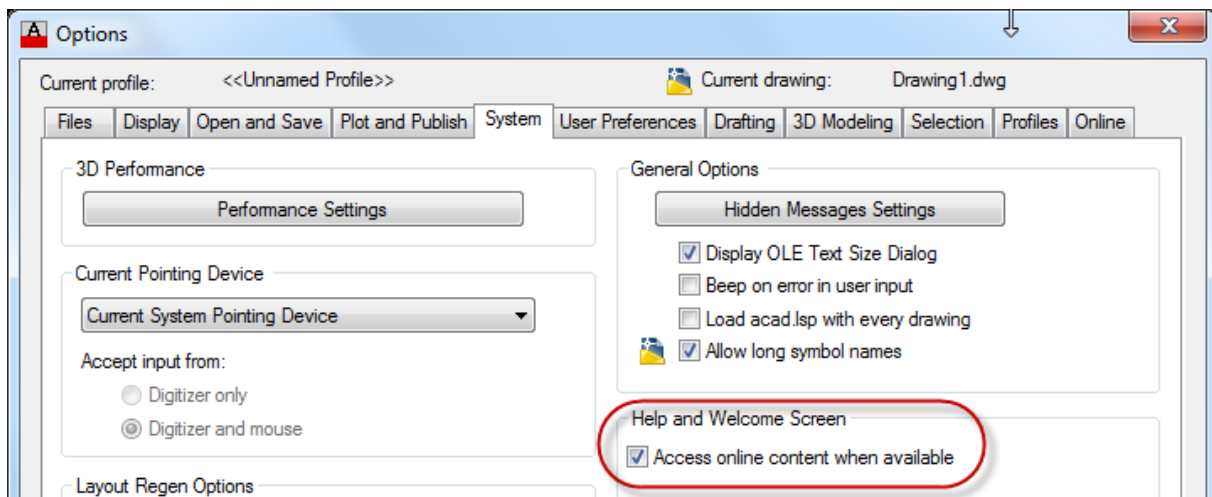 Options
Current profile: <<Unnamed Profile>> Current drawing: Drawing1.dwg
Files Display Open and Save Plot and Publish System User Preferences Drafting 3D Modeling Selection Profiles Online
3D Performance
Performance Settings
Current Pointing Device
Current System Pointing Device
Accept input from:
Digitizer only
Digitizer and mouse
Layout Regen Options
General Options
Hidden Messages Settings
Display OLE Text Size Dialog
Beep on error in user input
Load acad.lsp with every drawing
Allow long symbol names
Help and Welcome Screen
Access online content when available